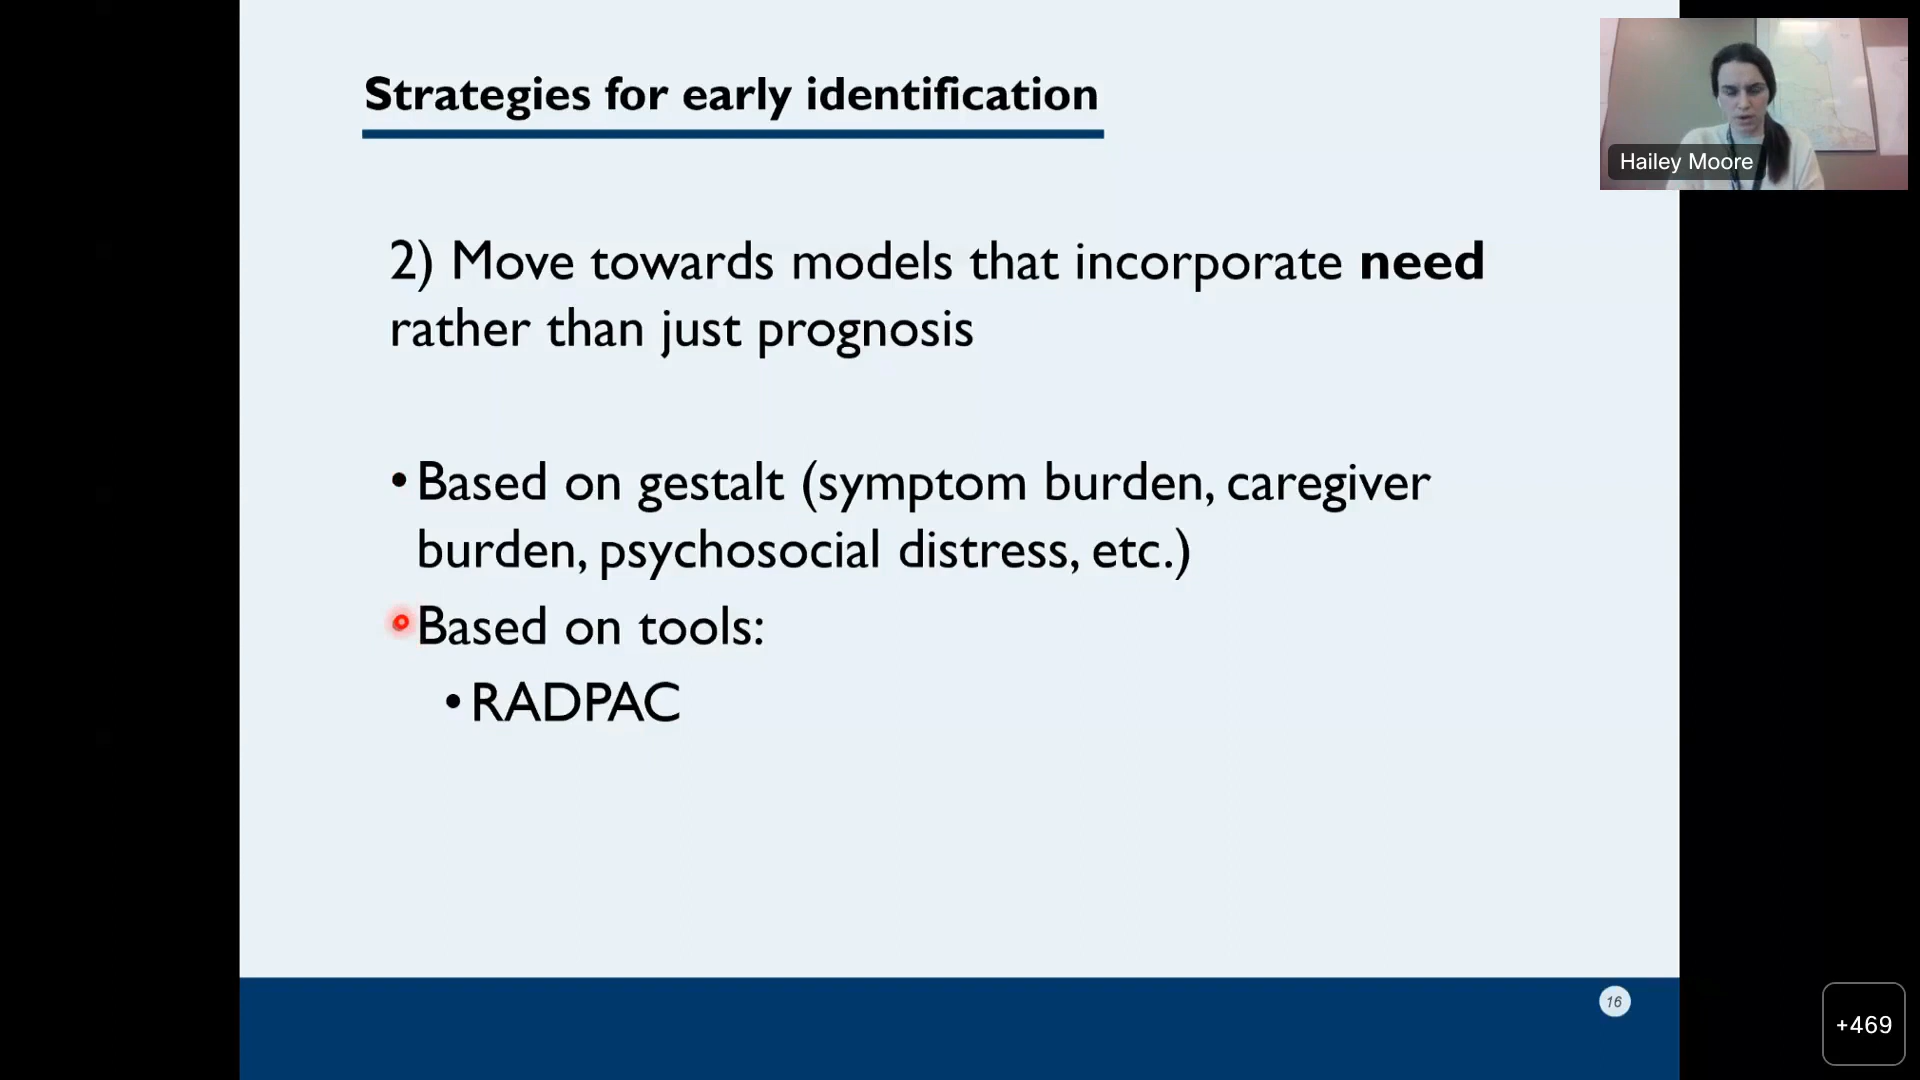 Strategies for early identification
Hailey Moore
2) Move towards models that incorporate need
rather than just prognosis
•Based on gestalt (symptom burden, caregiver
burden, psychosocial distress, etc.)
•Based on tools:
•RADPAC
16
+469